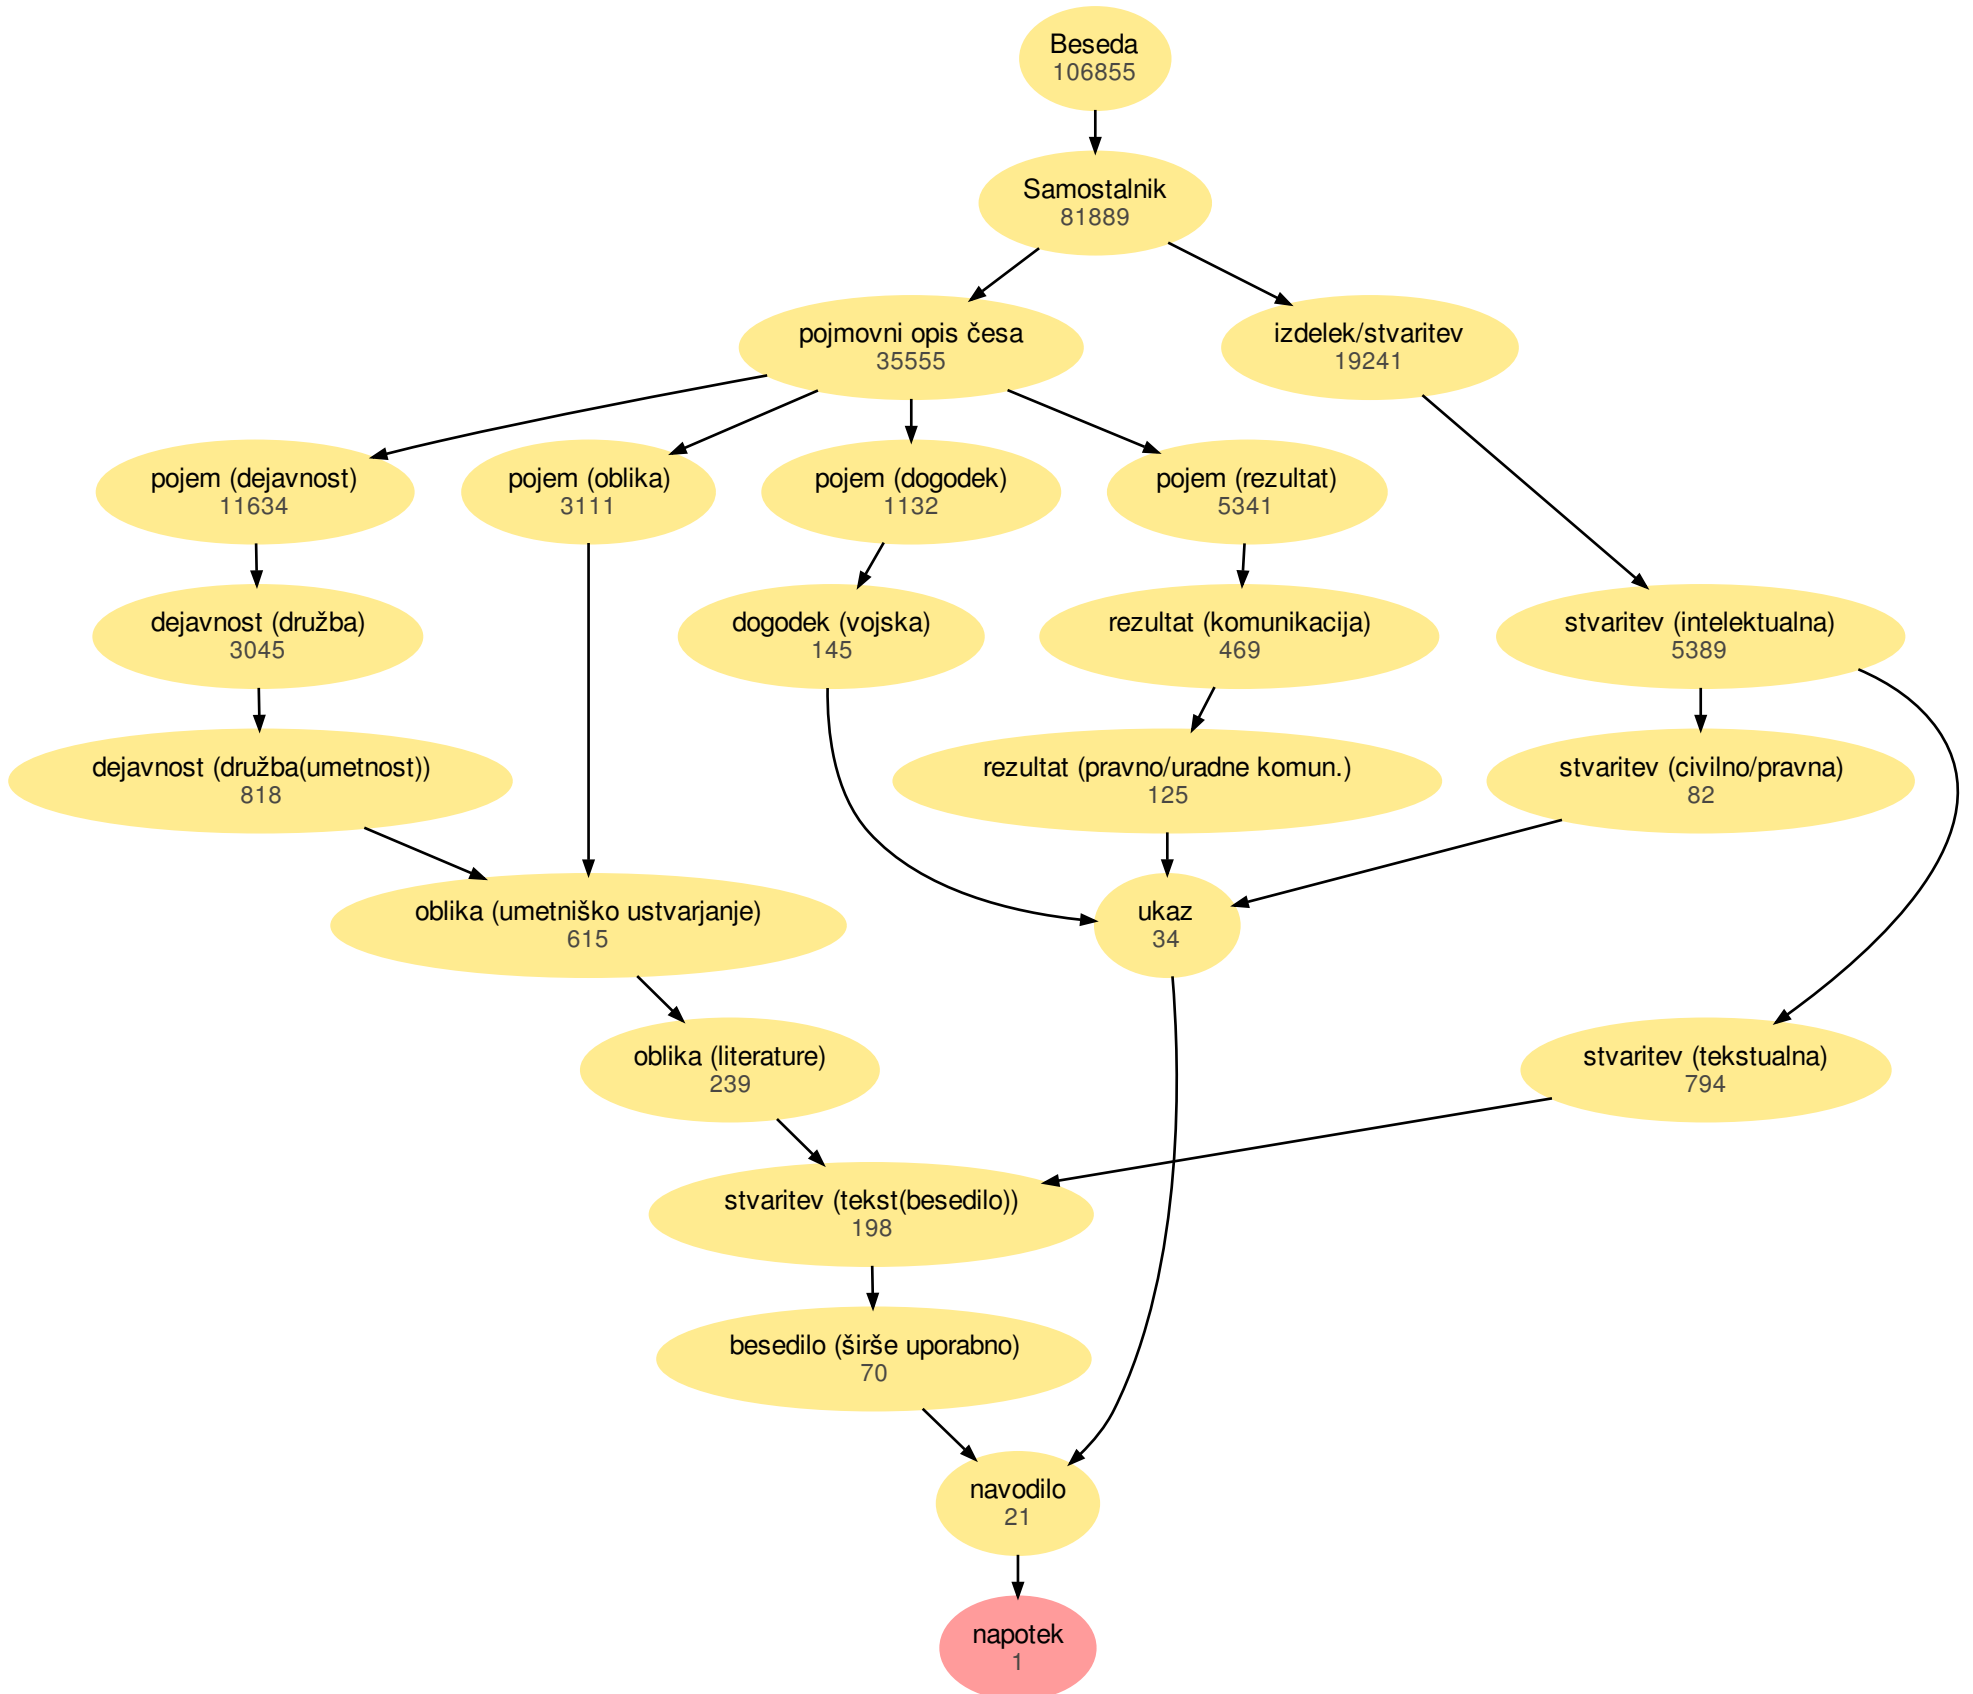 Beseda
106855
Samostalnik
81889
pojmovni opis česa
35555
izdelek/stvaritev
19241
pojem (dejavnost)
11634
pojem (oblika)
3111
pojem (dogodek)
1132
pojem (rezultat)
5341
dejavnost (družba)
3045
dogodek (vojska)
145
rezultat (komunikacija)
469
stvaritev (intelektualna)
5389
dejavnost (družba(umetnost))
818
rezultat (pravno/uradne komun.)
125
stvaritev (civilno/pravna)
82
oblika (umetniško ustvarjanje)
615
ukaz
34
oblika (literature)
239
stvaritev (tekstualna)
794
stvaritev (tekst(besedilo))
198
besedilo (širše uporabno)
70
navodilo
21
napotek
1